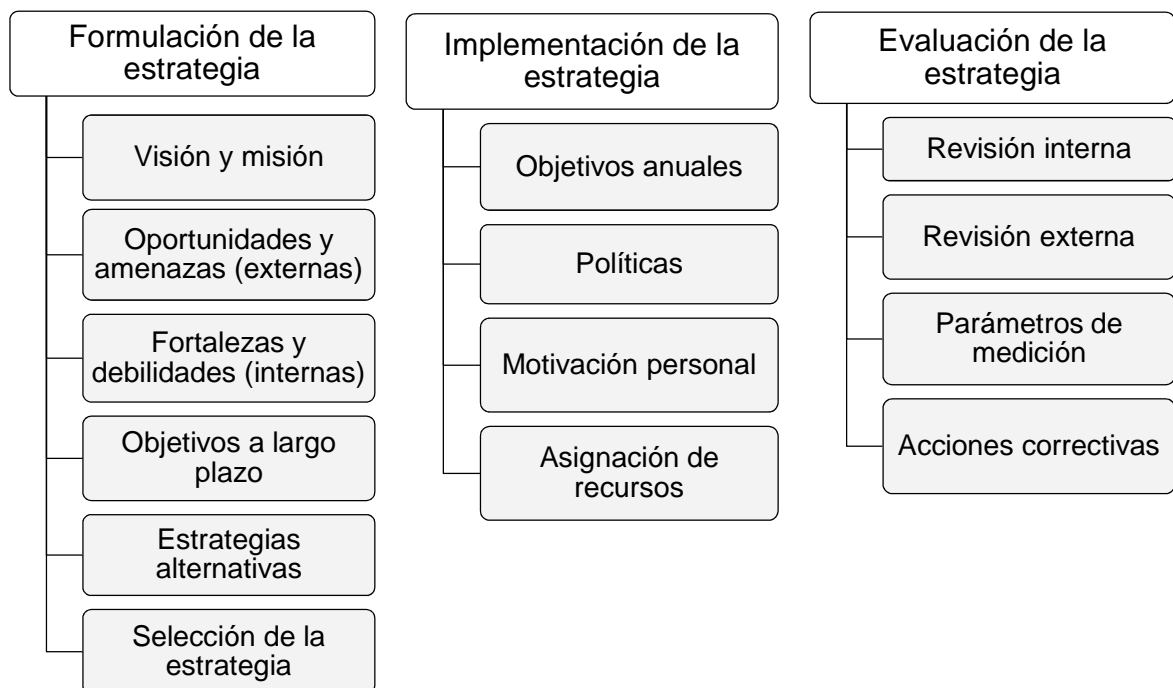 Formulación de la
estrategia
Visión y misión
Oportunidades y
amenazas (externas)
Fortalezas y
debilidades (internas)
Objetivos a largo
plazo
Estrategias
alternativas
Selección de la
estrategia
Implementación de la
estrategia
Objetivos anuales
Políticas
Motivación personal
Asignación de
recursos
Evaluación de la
estrategia
Revisión interna
Revisión externa
Parámetros de
medición
Acciones correctivas